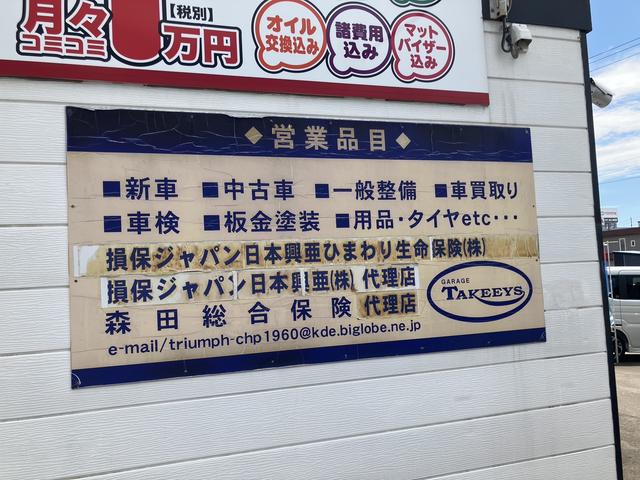 月々
コミコミ
1
【税別】
万円
オイル
交換込み
諸費用
込み
マット
バイザー
込み
◆営業品目◆
■新車 ■中古車 ■一般整備 ■車買取り
■車検 ■板金塗装 ■用品・タイヤetc・・・
損保ジャパン日本興亜ひまわり生命保険㈱
損保ジャパン日本興亜㈱ 代理店
森田総合保険 代理店
GARAGE
TAKEEYS
e-mail/triumph-chp1960@kde.biglobe.ne.jp